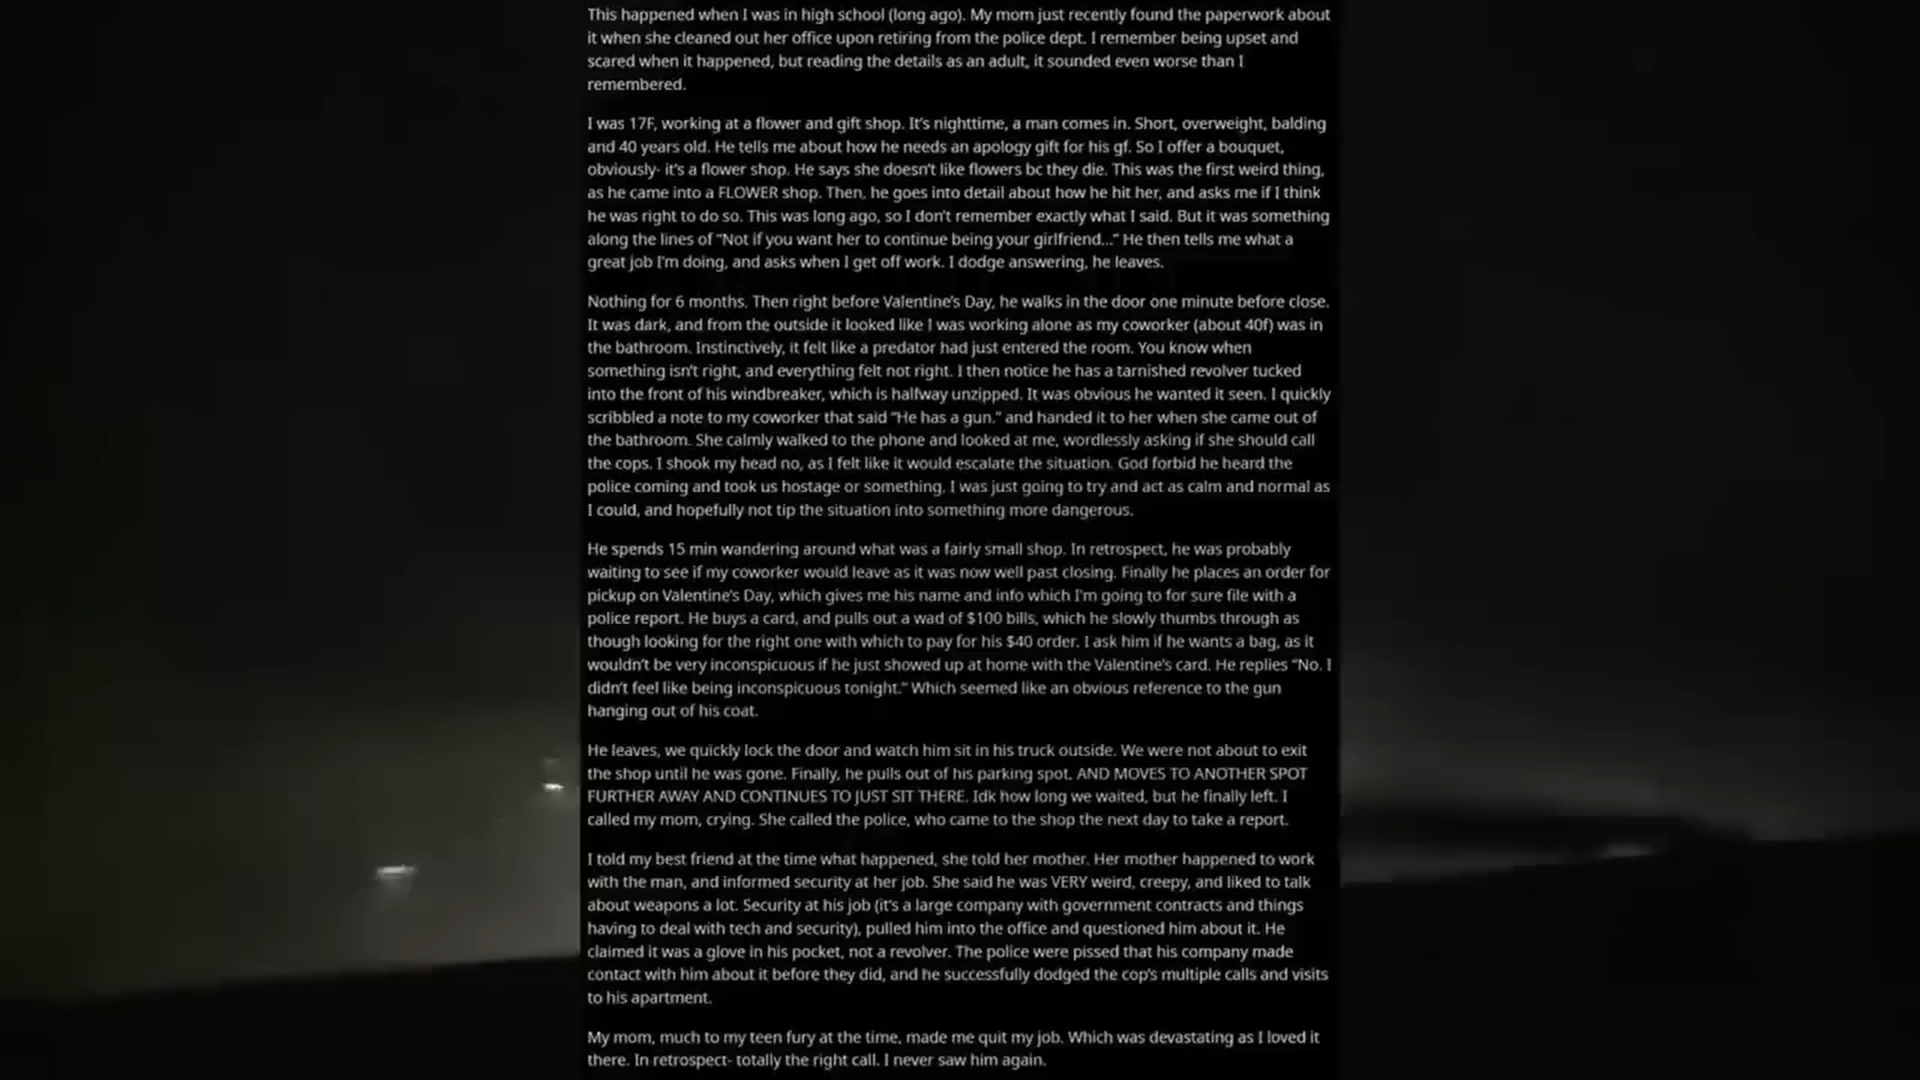 This happened when I was in high school (long ago). My mom just recently found the paperwork about
it when she cleaned out her office upon retiring from the police dept. I remember being upset and
scared when it happened, but reading the details as an adult, it sounded even worse than I
remembered.
I was 17F, working at a flower and gift shop. It's nighttime, a man comes in. Short, overweight, balding
and 40 years old. He tells me about how he needs an apology gift for his gf. So I offer a bouquet,
obviously- it's a flower shop. He says she doesn't like flowers bc they die. This was the first weird thing,
as he came into a FLOWER shop. Then, he goes into detail about how he hit her, and asks me if I think
he was right to do so. This was long ago, so I don't remember exactly what I said. But it was something
along the lines of "Not if you want her to continue being your girlfriend..." He then tells me what a
great job I'm doing, and asks when I get off work. I dodge answering, he leaves.
Nothing for 6 months. Then right before Valentine's Day, he walks in the door one minute before close.
It was dark, and from the outside it looked like I was working alone as my coworker (about 40f) was in
the bathroom. Instinctively, it felt like a predator had just entered the room. You know when
something isn't right, and everything felt not right. I then notice he has a tarnished revolver tucked
into the front of his windbreaker, which is halfway unzipped. It was obvious he wanted it seen. I quickly
scribbled a note to my coworker that said "He has a gun." and handed it to her when she came out of
the bathroom. She calmly walked to the phone and looked at me, wordlessly asking if she should call
the cops. I shook my head no, as I felt like it would escalate the situation. God forbid he heard the
police coming and took us hostage or something. I was just going to try and act as calm and normal as
I could, and hopefully not tip the situation into something more dangerous.
He spends 15 min wandering around what was a fairly small shop. In retrospect, he was probably
waiting to see if my coworker would leave as it was now well past closing. Finally he places an order for
pickup on Valentine's Day, which gives me his name and info which I'm going to for sure file with a
police report. He buys a card, and pulls out a wad of $100 bills, which he slowly thumbs through as
though looking for the right one with which to pay for his $40 order. I ask him if he wants a bag, as it
wouldn't be very inconspicuous if he just showed up at home with the Valentine's card. He replies "No. I
didn't feel like being inconspicuous tonight." Which seemed like an obvious reference to the gun
hanging out of his coat.
He leaves, we quickly lock the door and watch him sit in his truck outside. We were not about to exit
the shop until he was gone. Finally, he pulls out of his parking spot. AND MOVES TO ANOTHER SPOT
FURTHER AWAY AND CONTINUES TO JUST SIT THERE. Idk how long we waited, but he finally left. I
called my mom, crying. She called the police, who came to the shop the next day to take a report.
I told my best friend at the time what happened, she told her mother. Her mother happened to work
with the man, and informed security at her job. She said he was VERY weird, creepy, and liked to talk
about weapons a lot. Security at his job (it's a large company with government contracts and things
having to deal with tech and security), pulled him into the office and questioned him about it. He
claimed it was a glove in his pocket, not a revolver. The police were pissed that his company made
contact with him about it before they did, and he successfully dodged the cop's multiple calls and visits
to his apartment.
My mom, much to my teen fury at the time, made me quit my job. Which was devastating as I loved it
there. In retrospect- totally the right call. I never saw him again.